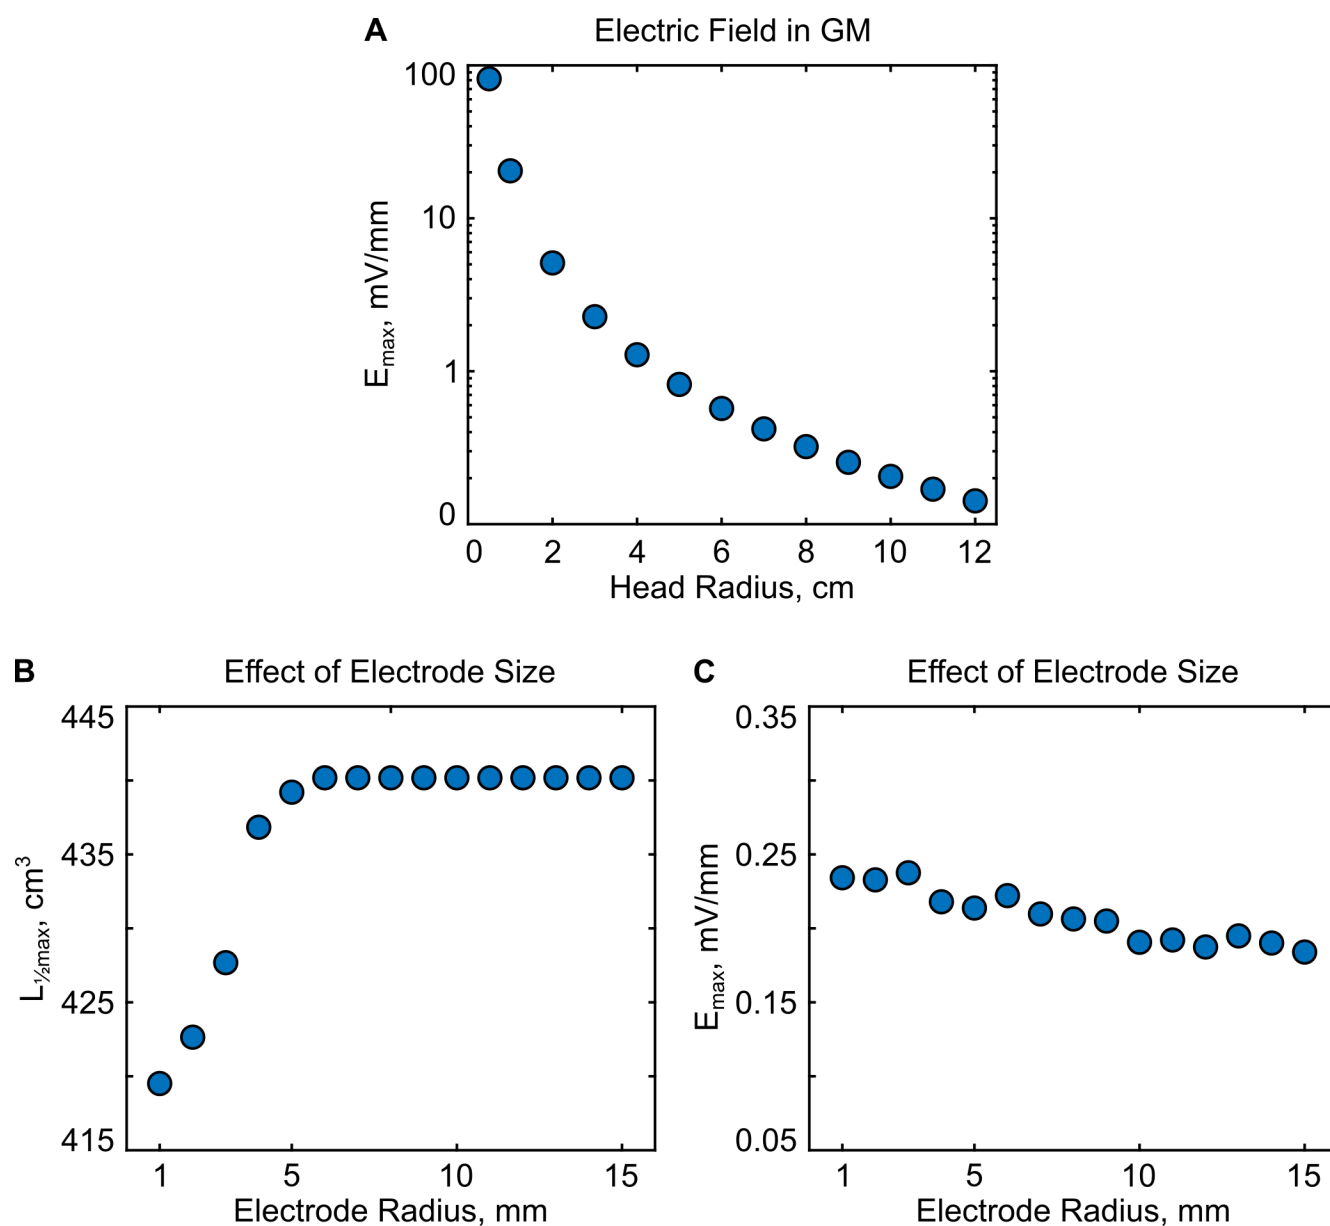 A Electric Field in GM
100
10
1
0
E_max, mV/mm
0 2 4 6 8 10 12
Head Radius, cm
B Effect of Electrode Size
445
435
425
415
L_½max, cm³
1 5 10 15
Electrode Radius, mm
C Effect of Electrode Size
0.35
0.25
0.15
0.05
E_max, mV/mm
1 5 10 15
Electrode Radius, mm